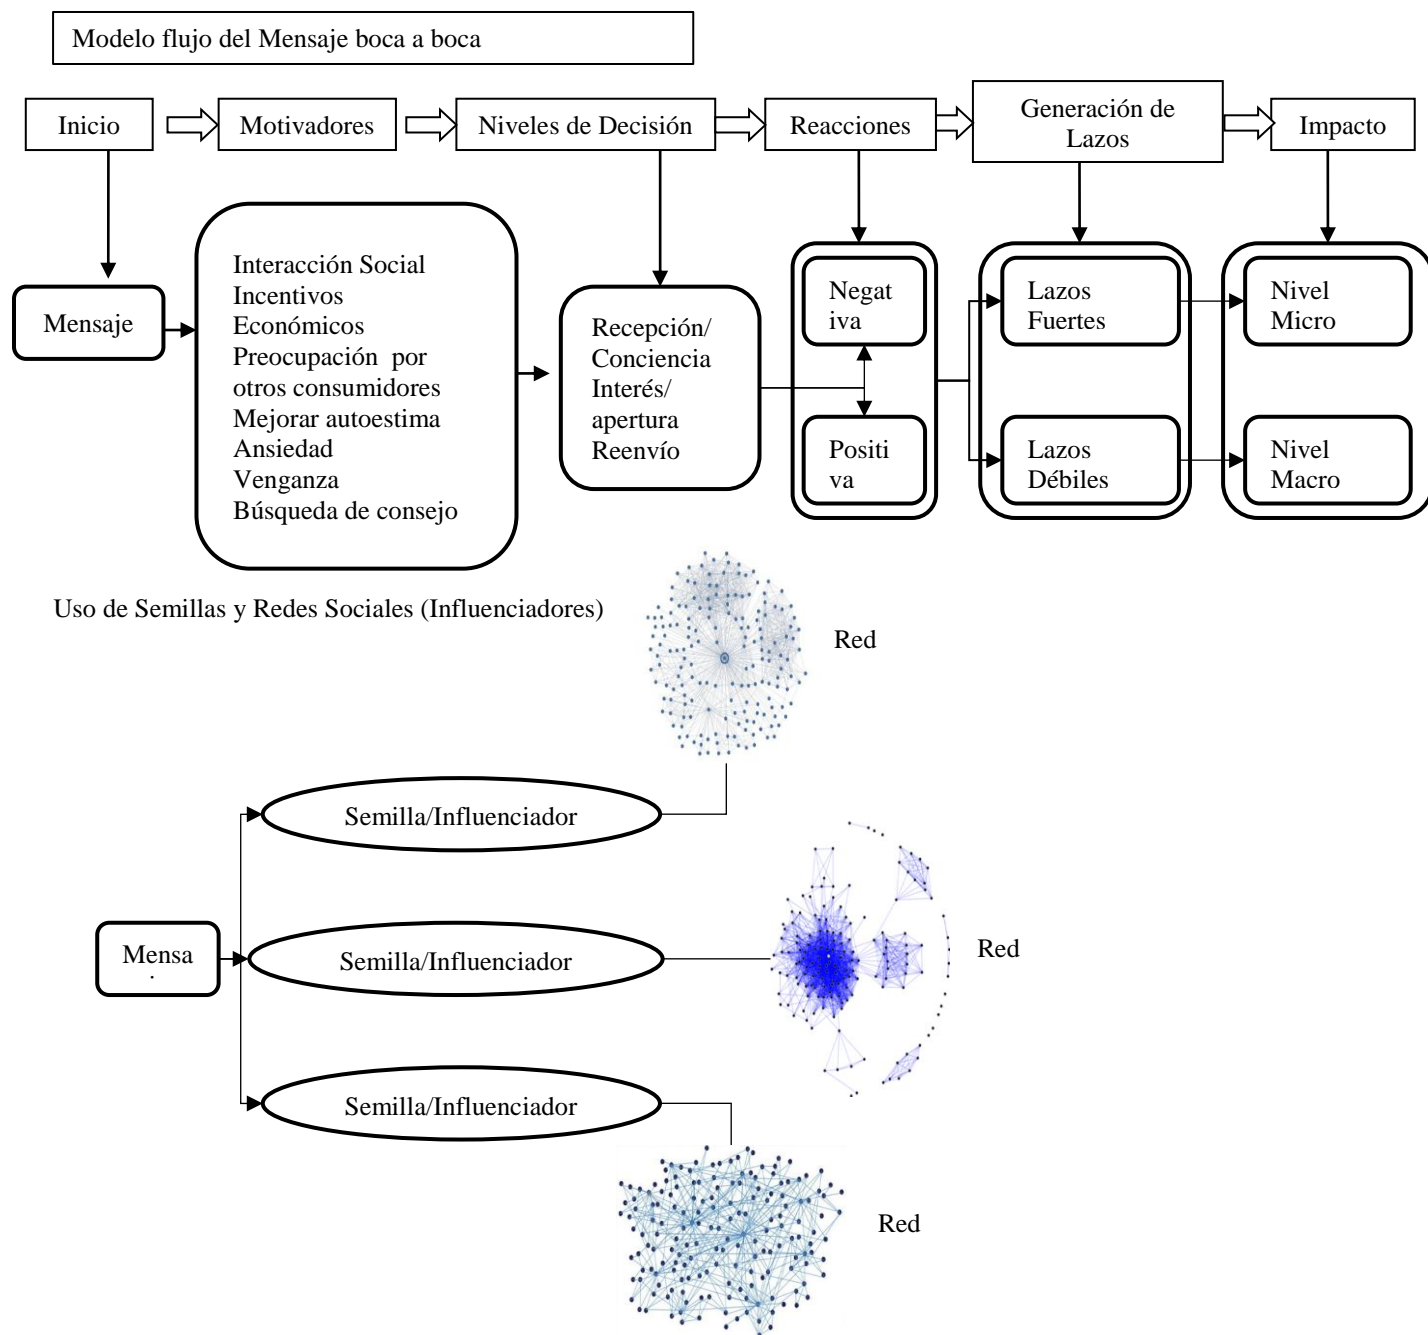 Modelo flujo del Mensaje boca a boca
Inicio
Motivadores
Niveles de Decisión
Reacciones
Generación de
Lazos
Impacto
Mensaje
Interacción Social
Incentivos
Económicos
Preocupación por
otros consumidores
Mejorar autoestima
Ansiedad
Venganza
Búsqueda de consejo
Recepción/
Conciencia
Interés/
apertura
Reenvío
Negat
iva
Positi
va
Lazos
Fuertes
Lazos
Débiles
Nivel
Micro
Nivel
Macro
Uso de Semillas y Redes Sociales (Influenciadores)
Red
Semilla/Influenciador
Mensa
Semilla/Influenciador
Red
Semilla/Influenciador
Red